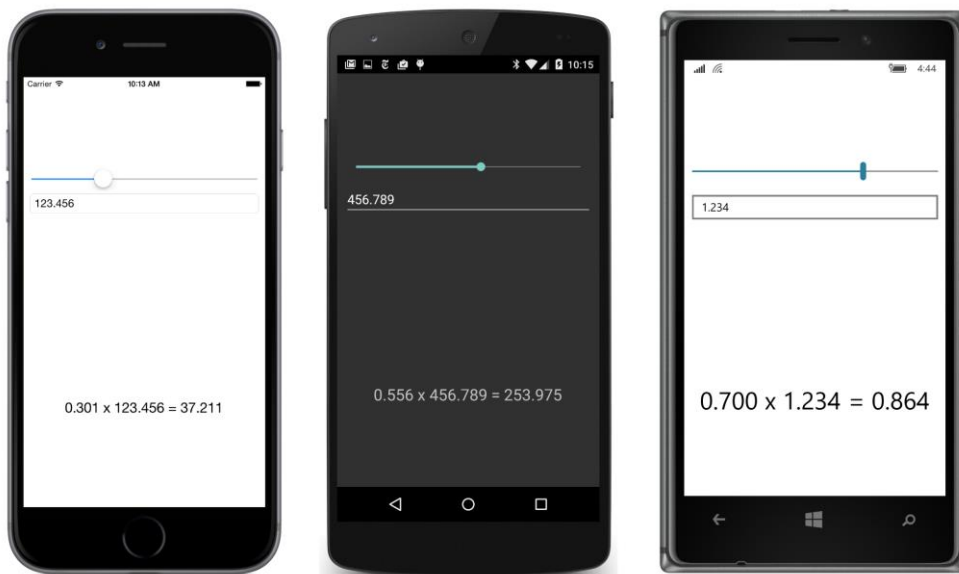 Carrier
10:13 AM
123.456
0.301 x 123.456 = 37.211
10:15
456.789
0.556 x 456.789 = 253.975
4:44
1.234
0.700 x 1.234 = 0.864